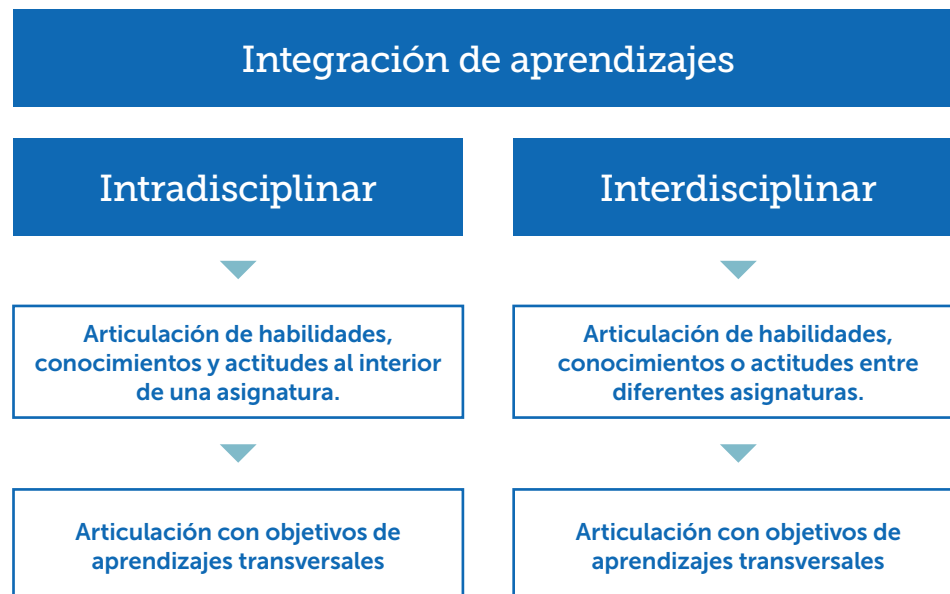 Integración de aprendizajes
Intradisciplinar
Articulación de habilidades,
conocimientos y actitudes al interior
de una asignatura.
Articulación con objetivos de
aprendizajes transversales
Interdisciplinar
Articulación de habilidades,
conocimientos o actitudes entre
diferentes asignaturas.
Articulación con objetivos de
aprendizajes transversales